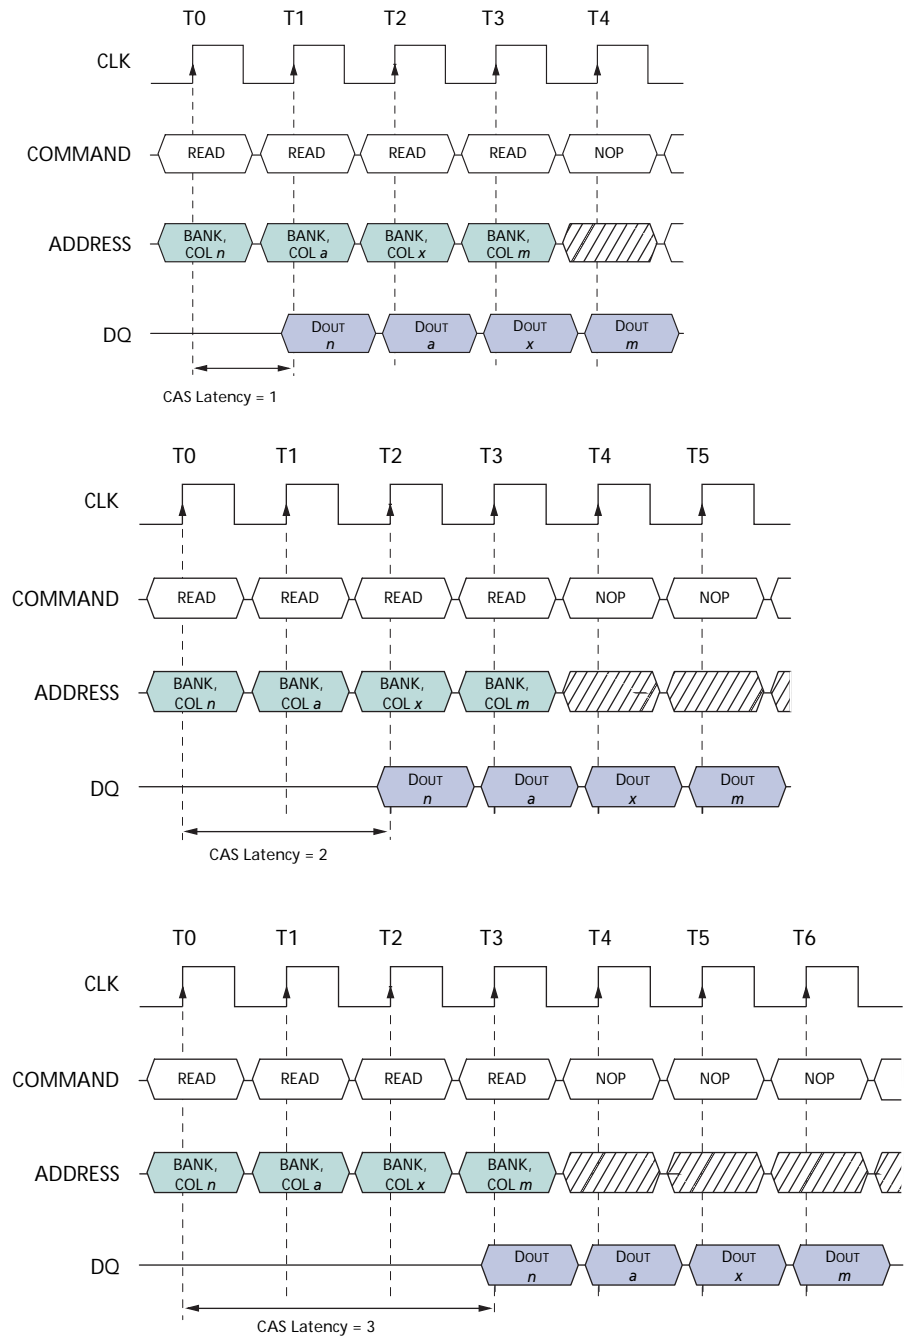 T0 T1 T2 T3 T4
CLK
COMMAND READ READ READ READ NOP
ADDRESS BANK, COL n BANK, COL a BANK, COL x BANK, COL m
DQ DOUT n DOUT a DOUT x DOUT m
CAS Latency = 1
T0 T1 T2 T3 T4 T5
CLK
COMMAND READ READ READ READ NOP NOP
ADDRESS BANK, COL n BANK, COL a BANK, COL x BANK, COL m
DQ DOUT n DOUT a DOUT x DOUT m
CAS Latency = 2
T0 T1 T2 T3 T4 T5 T6
CLK
COMMAND READ READ READ READ NOP NOP NOP
ADDRESS BANK, COL n BANK, COL a BANK, COL x BANK, COL m
DQ DOUT n DOUT a DOUT x DOUT m
CAS Latency = 3